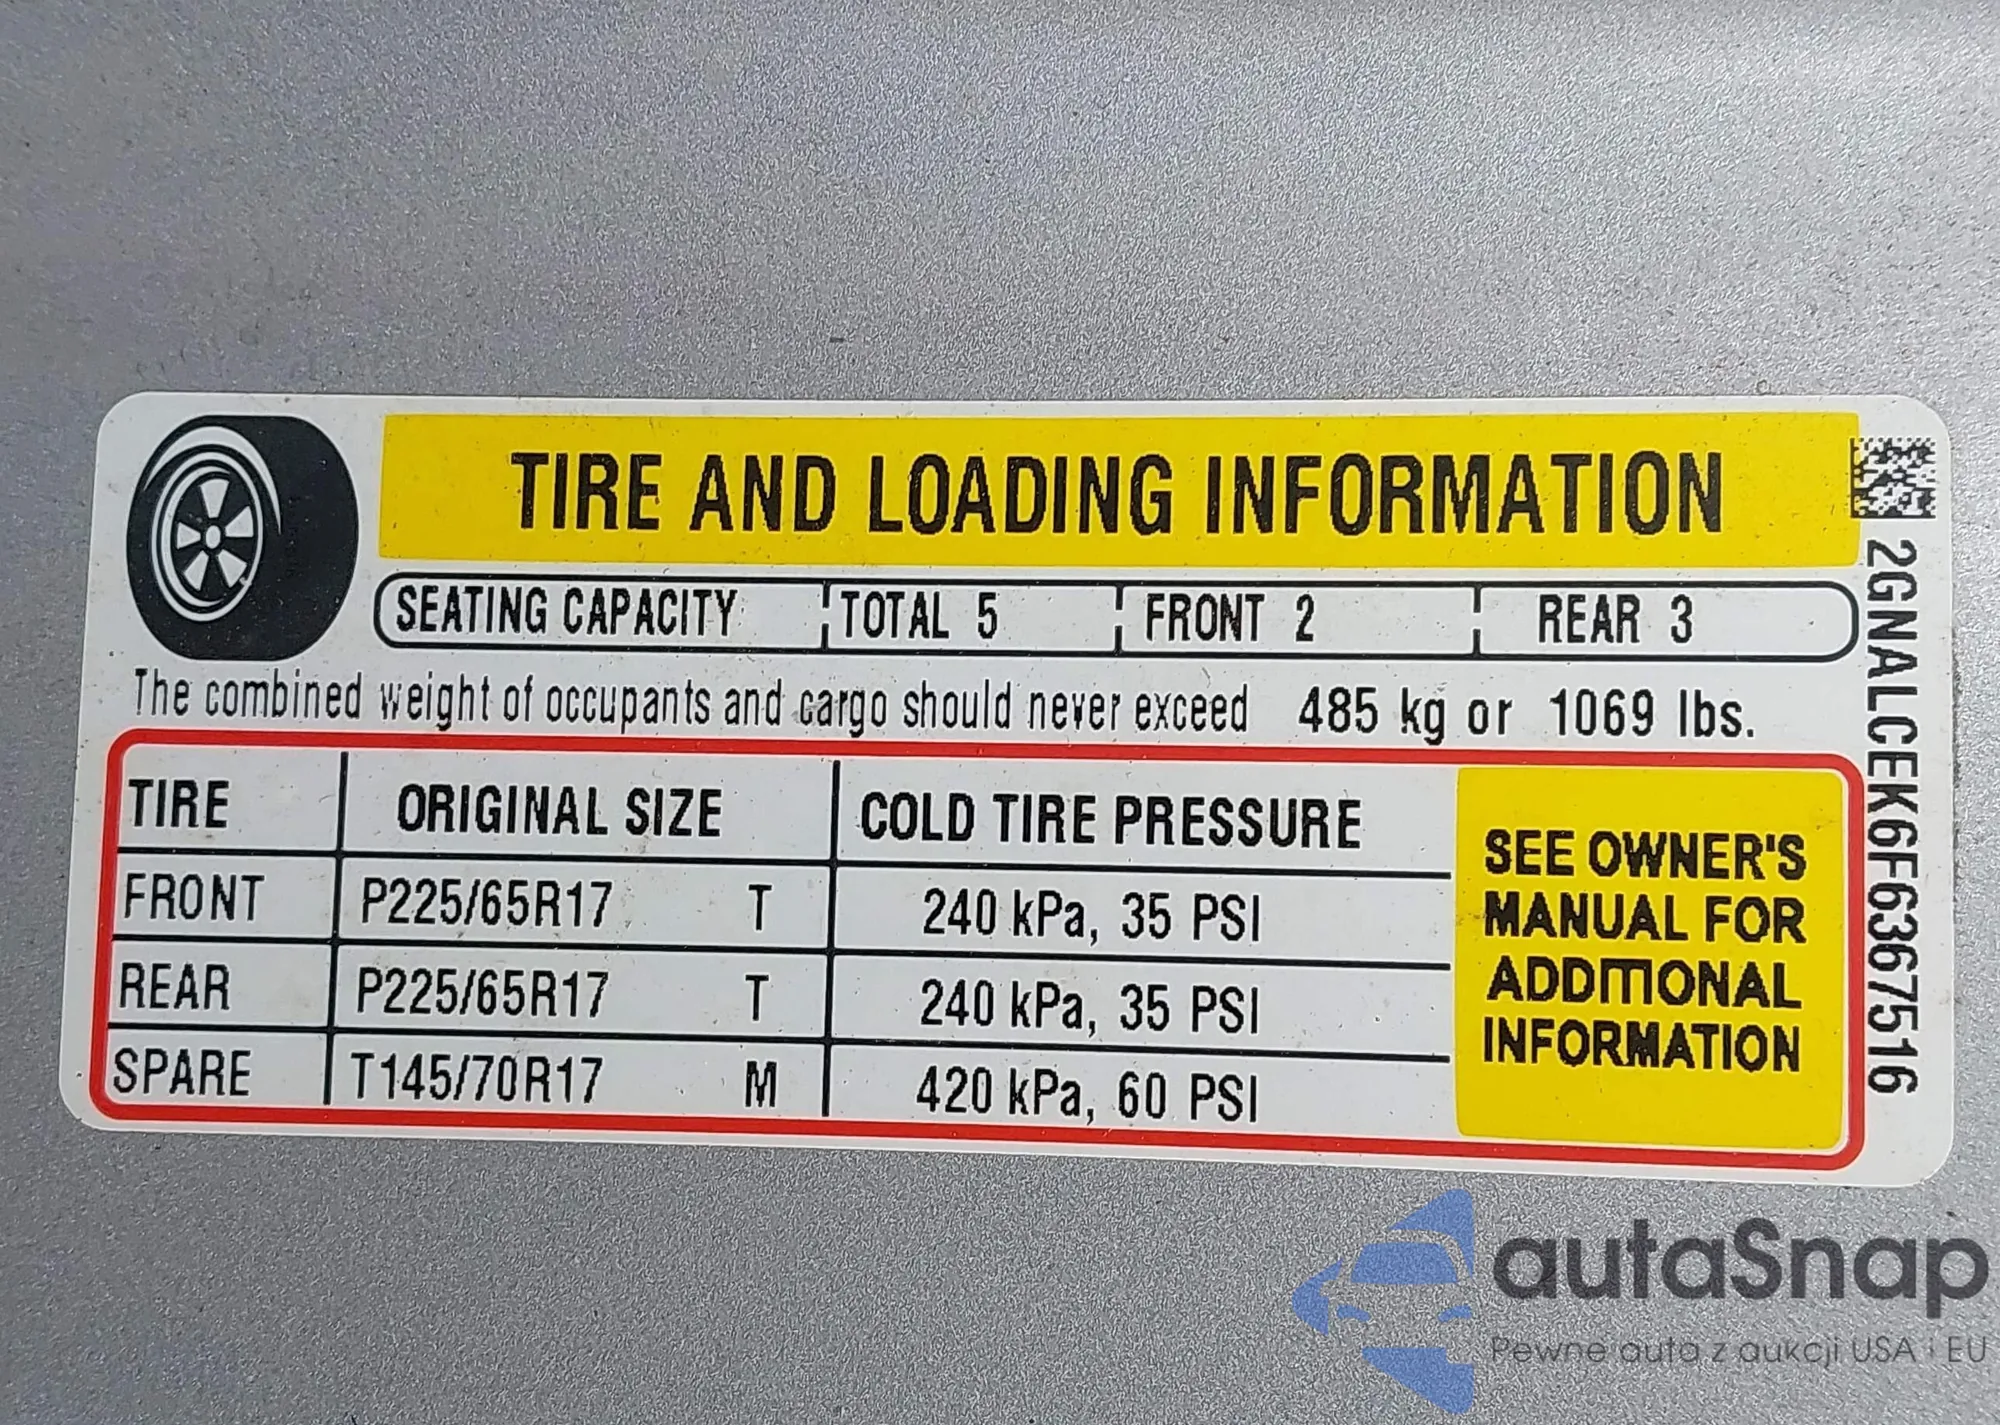 TIRE AND LOADING INFORMATION
SEATING CAPACITY TOTAL 5 FRONT 2 REAR 3
The combined weight of occupants and cargo should never exceed 485 kg or 1069 lbs.
TIRE ORIGINAL SIZE COLD TIRE PRESSURE
FRONT P225/65R17 T 240 kPa, 35 PSI
REAR P225/65R17 T 240 kPa, 35 PSI
SPARE T145/70R17 M 420 kPa, 60 PSI
SEE OWNER'S
MANUAL FOR
ADDITIONAL
INFORMATION
2GNALCEK6F6367516
autaSnap
Pewne auta z aukcji USA i EU